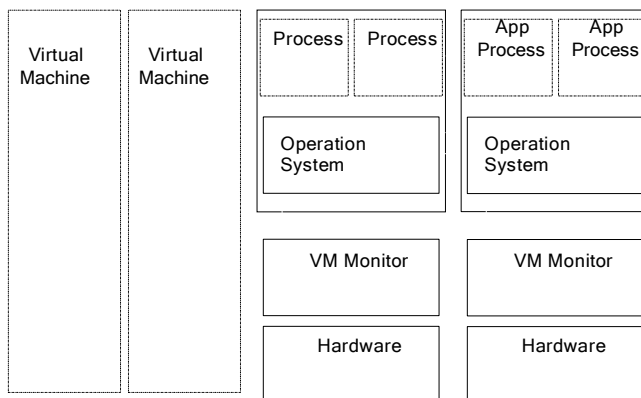 Virtual
Machine
Virtual
Machine
Process
Process
Operation
System
VM Monitor
Hardware
App
Process
App
Process
Operation
System
VM Monitor
Hardware